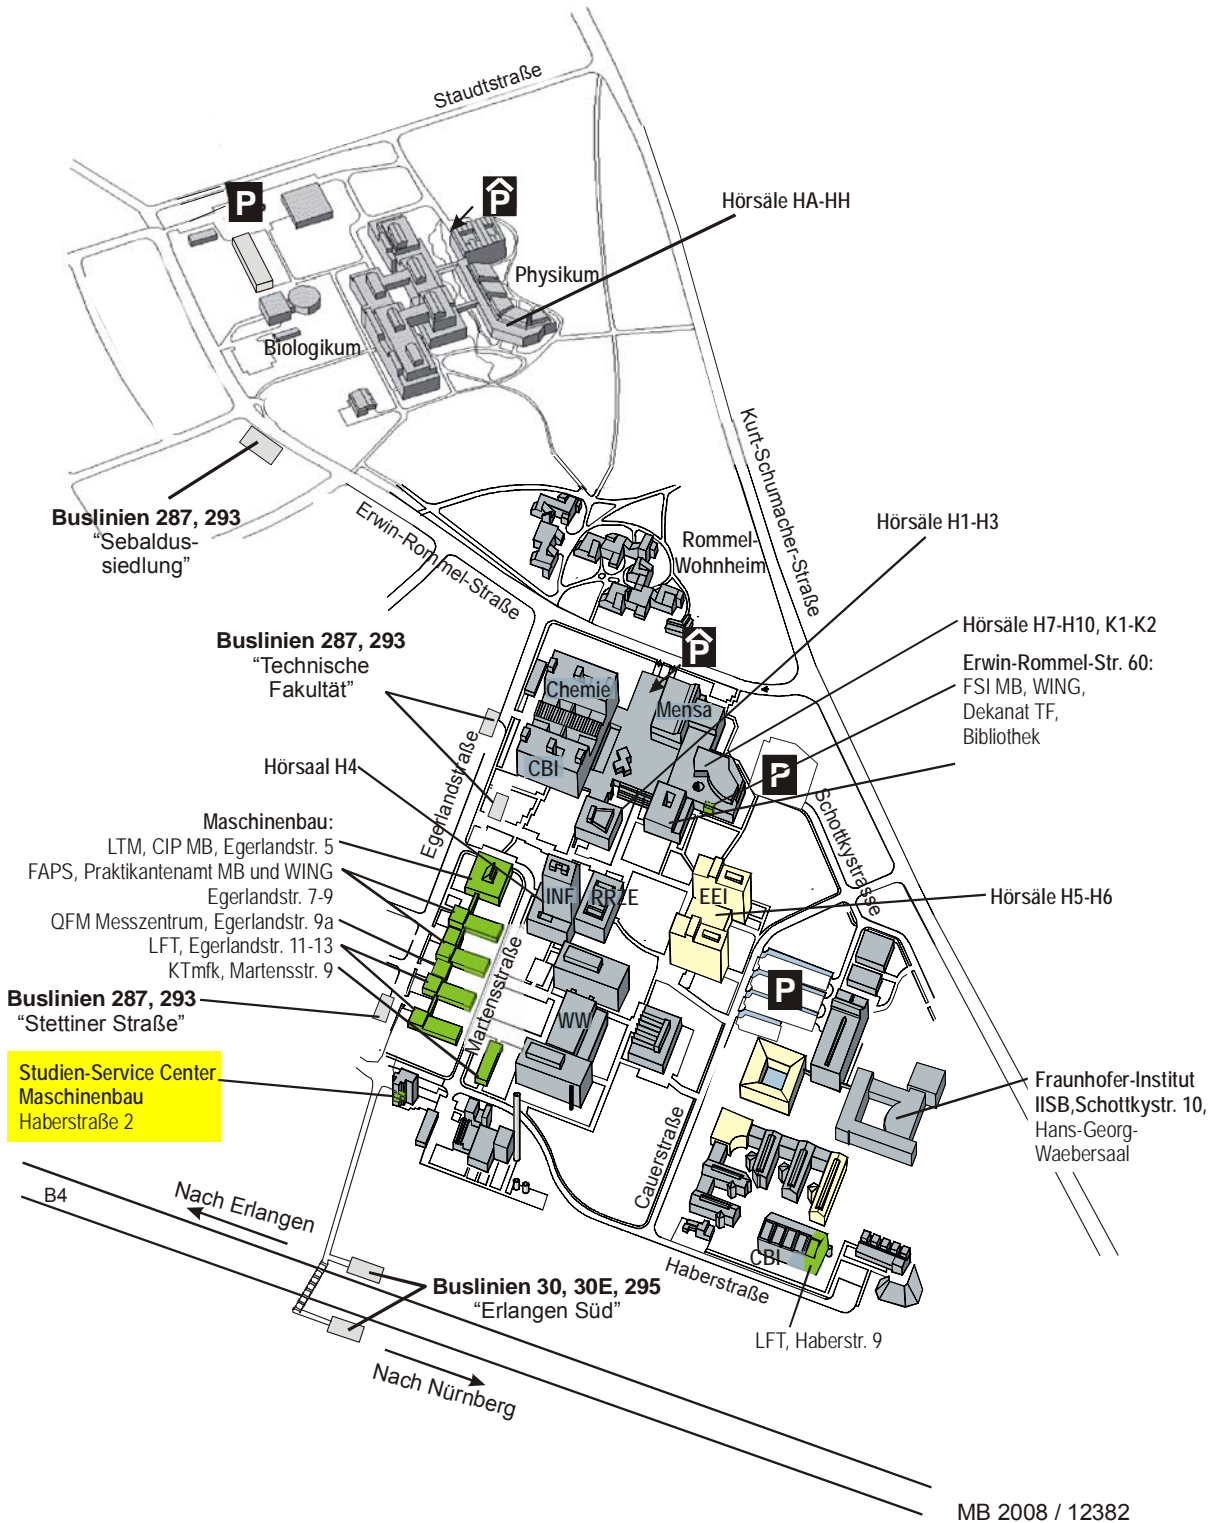 Staudtstraße
P
P
Hörsäle HA-HH
Physikum
Biologikum
Kurt-Schumacher-Straße
Buslinien 287, 293
“Sebaldus-
siedlung”
Erwin-Rommel-Straße
Rommel-
Wohnheim
Hörsäle H1-H3
Hörsäle H7-H10, K1-K2
Buslinien 287, 293
“Technische
Fakultät”
P
Erwin-Rommel-Str. 60:
FSI MB, WING,
Dekanat TF,
Bibliothek
Chemie
Mensa
CBI
P
Hörsaal H4
Egerlandstraße
Schottkystrasse
Maschinenbau:
LTM, CIP MB, Egerlandstr. 5
FAPS, Praktikantenamt MB und WING
Egerlandstr. 7-9
QFM Messzentrum, Egerlandstr. 9a
LFT, Egerlandstr. 11-13
KTmfk, Martensstr. 9
INF
RRZE
EEI
Hörsäle H5-H6
Martensstraße
P
Buslinien 287, 293
“Stettiner Straße”
WW
Studien-Service Center
Maschinenbau
Haberstraße 2
Fraunhofer-Institut
IISB,Schottkystr. 10,
Hans-Georg-
Waebersaal
Cauerstraße
B4
Nach Erlangen
CBI
Haberstraße
Buslinien 30, 30E, 295
“Erlangen Süd”
LFT, Haberstr. 9
Nach Nürnberg
MB 2008 / 12382